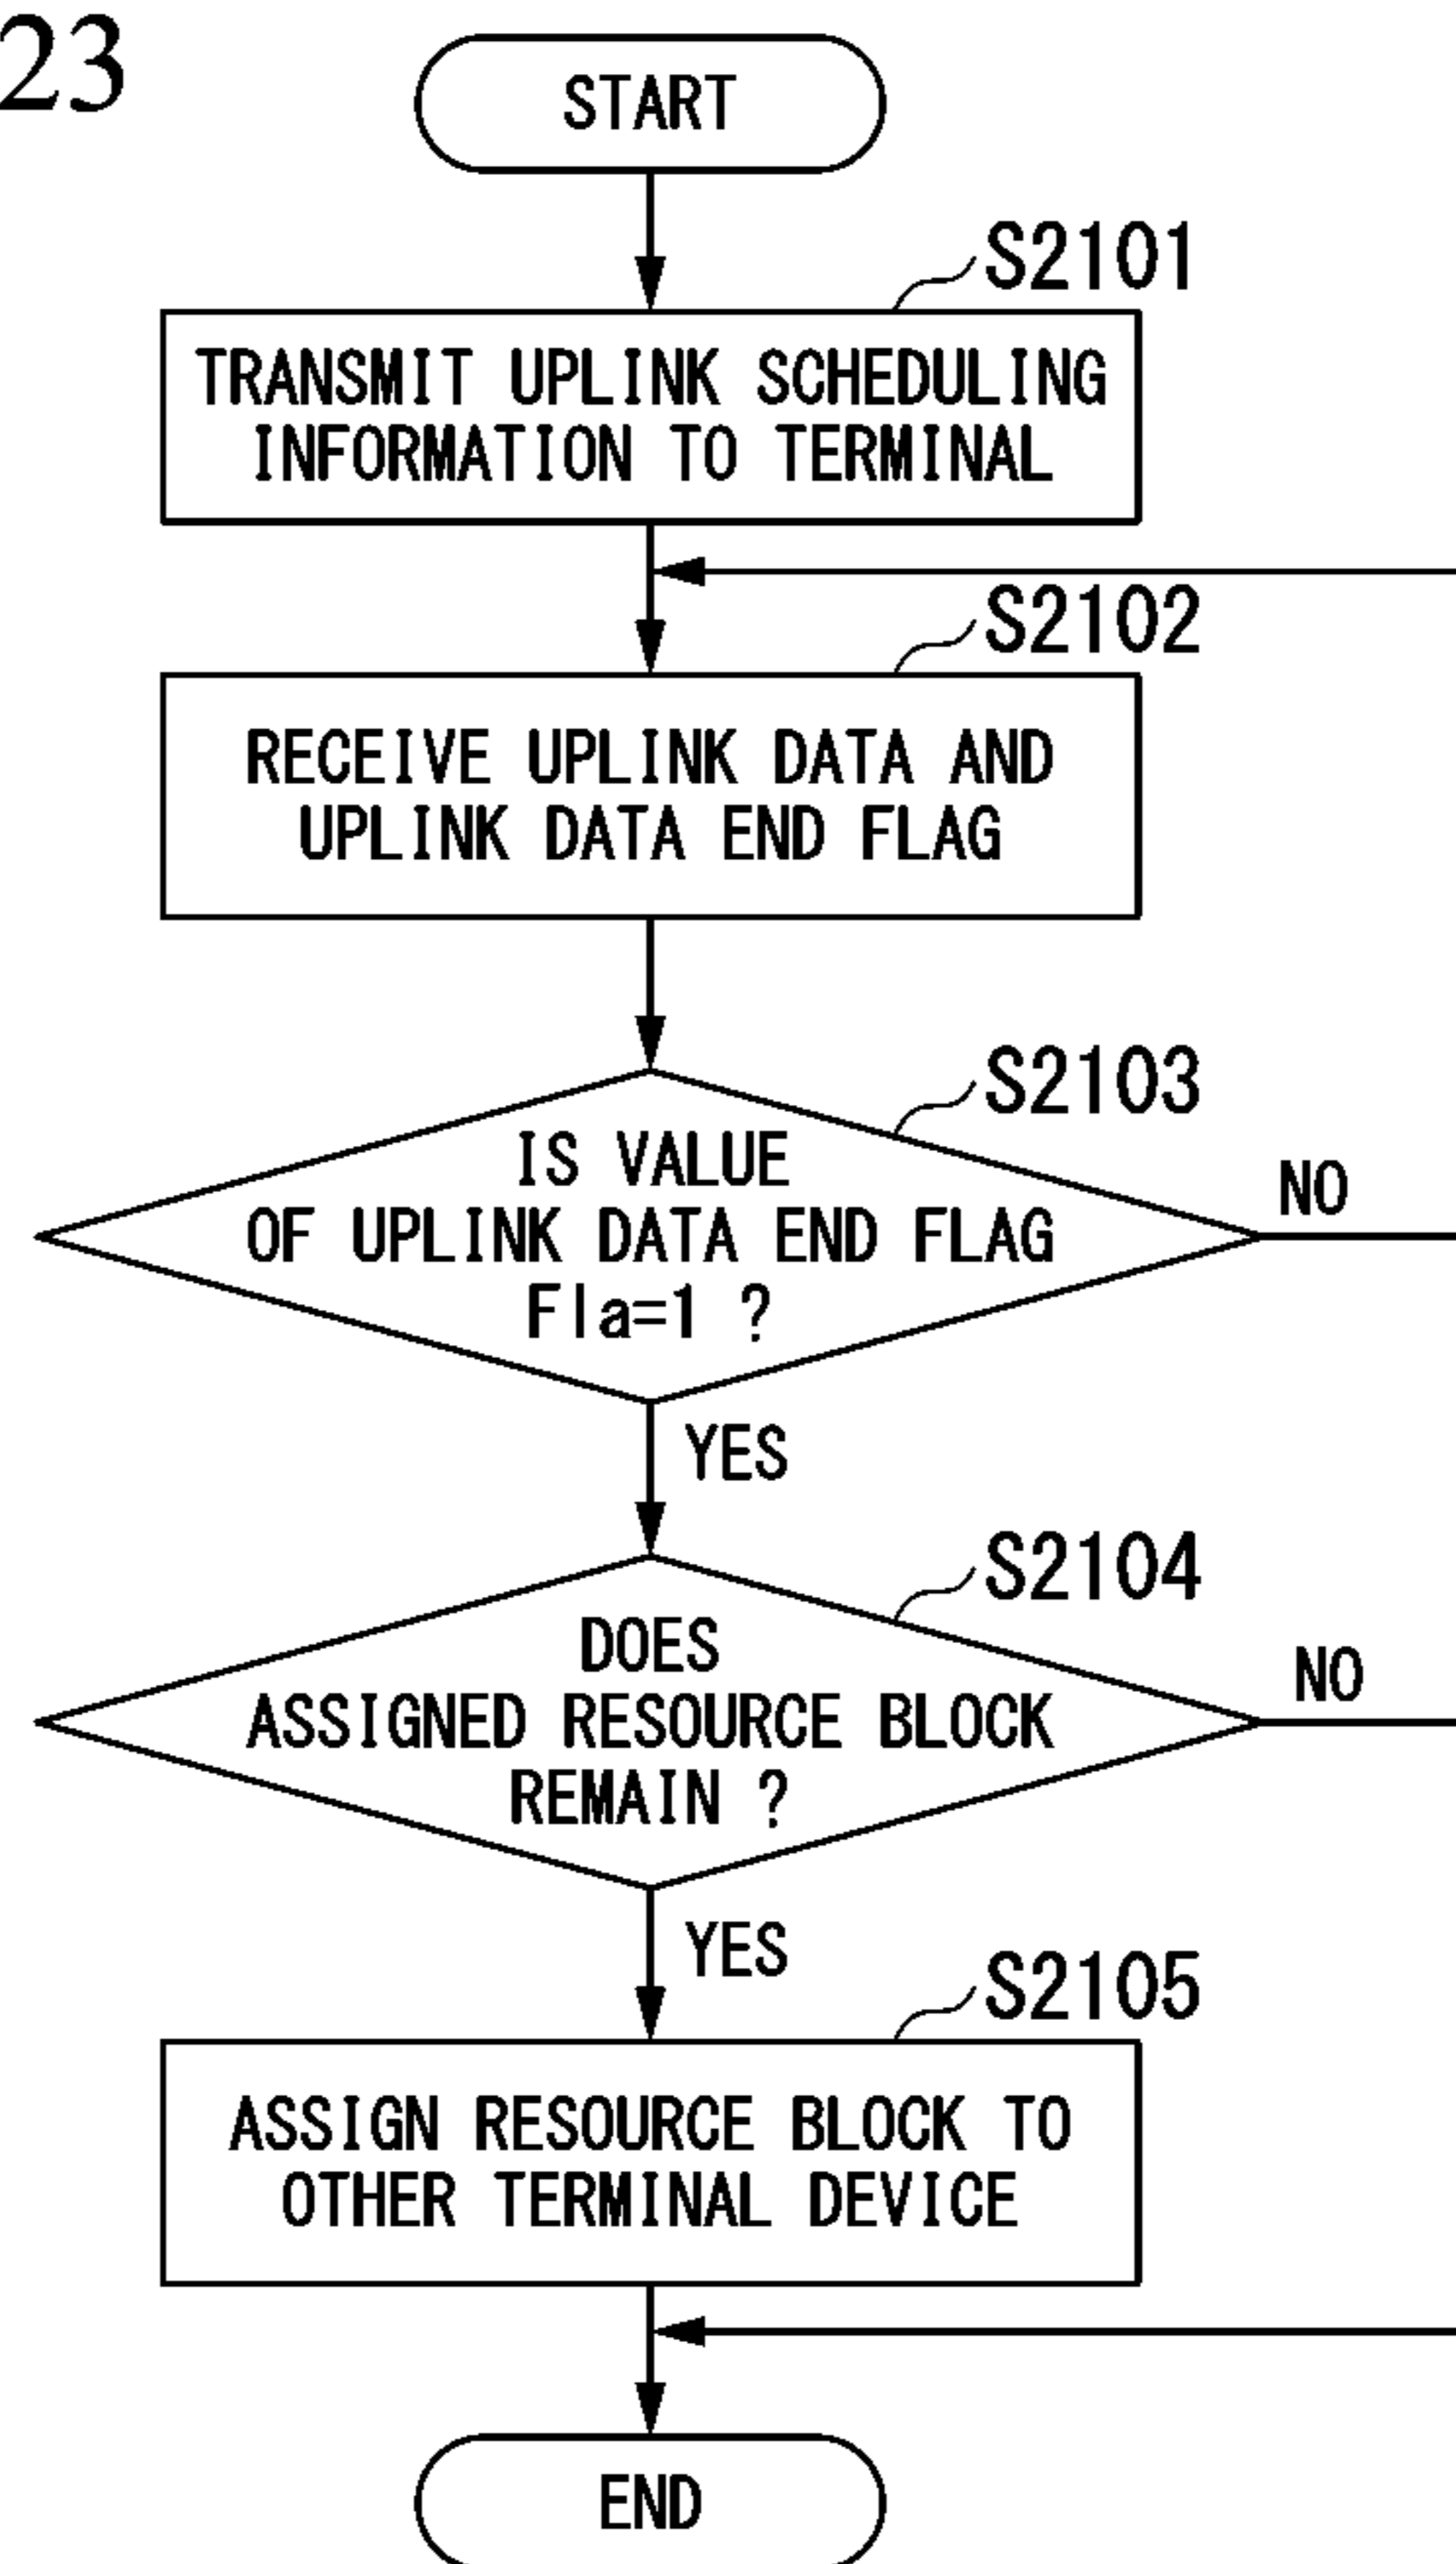 23
START
S2101
TRANSMIT UPLINK SCHEDULING
INFORMATION TO TERMINAL
S2102
RECEIVE UPLINK DATA AND
UPLINK DATA END FLAG
S2103
IS VALUE
OF UPLINK DATA END FLAG
Fla=1 ?
NO
YES
S2104
DOES
ASSIGNED RESOURCE BLOCK
REMAIN ?
NO
YES
S2105
ASSIGN RESOURCE BLOCK TO
OTHER TERMINAL DEVICE
END